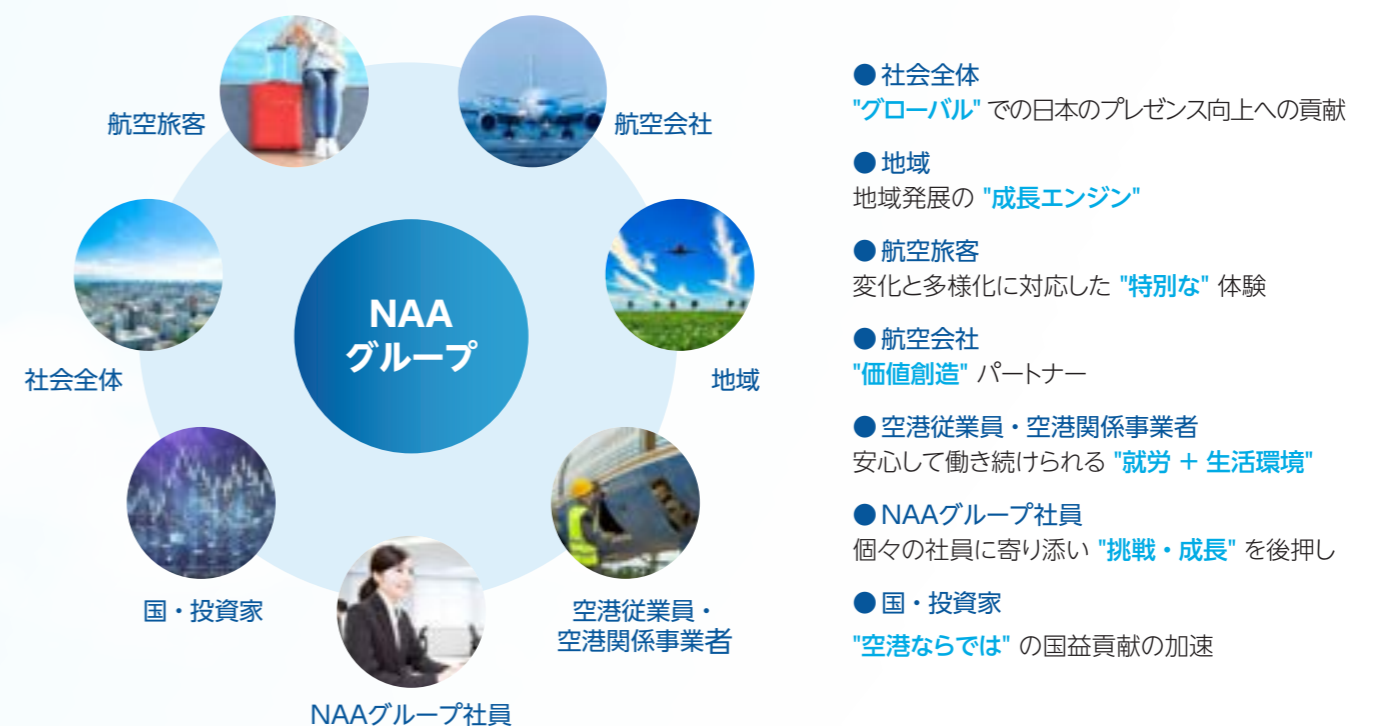 航空旅客
航空会社
社会全体
NAA
グループ
地域
国・投資家
空港従業員・
空港関係事業者
NAAグループ社員
●社会全体
"グローバル" での日本のプレゼンス向上への貢献
●地域
地域発展の "成長エンジン"
●航空旅客
変化と多様化に対応した "特別な" 体験
●航空会社
"価値創造" パートナー
●空港従業員・空港関係事業者
安心して働き続けられる "就労 + 生活環境"
●NAAグループ社員
個々の社員に寄り添い "挑戦・成長" を後押し
●国・投資家
"空港ならでは" の国益貢献の加速